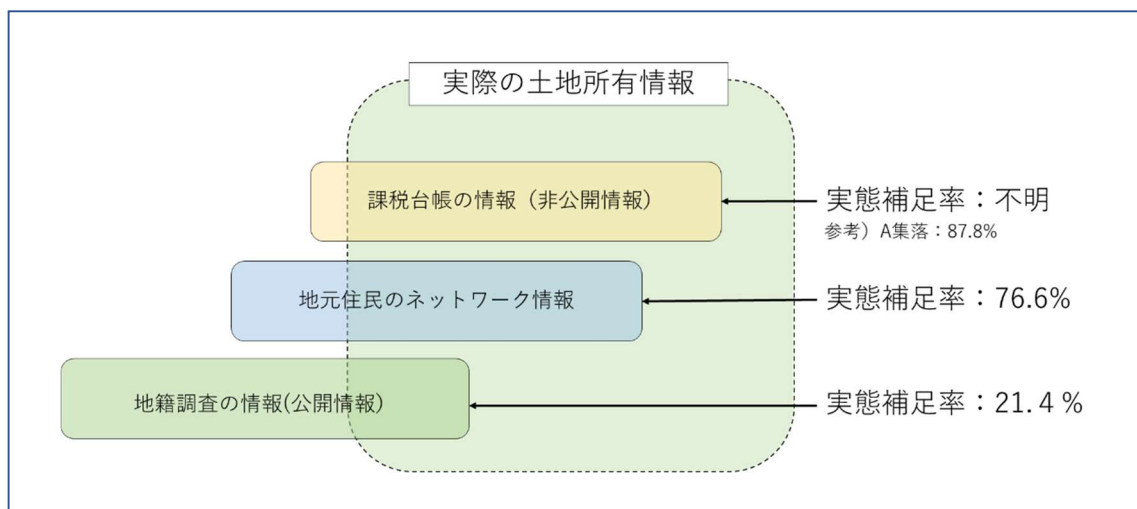 実際の土地所有情報
課税台帳の情報（非公開情報）
実態補足率：不明
参考）A集落：87.8%
地元住民のネットワーク情報
実態補足率：76.6%
地籍調査の情報(公開情報)
実態補足率：21.４%